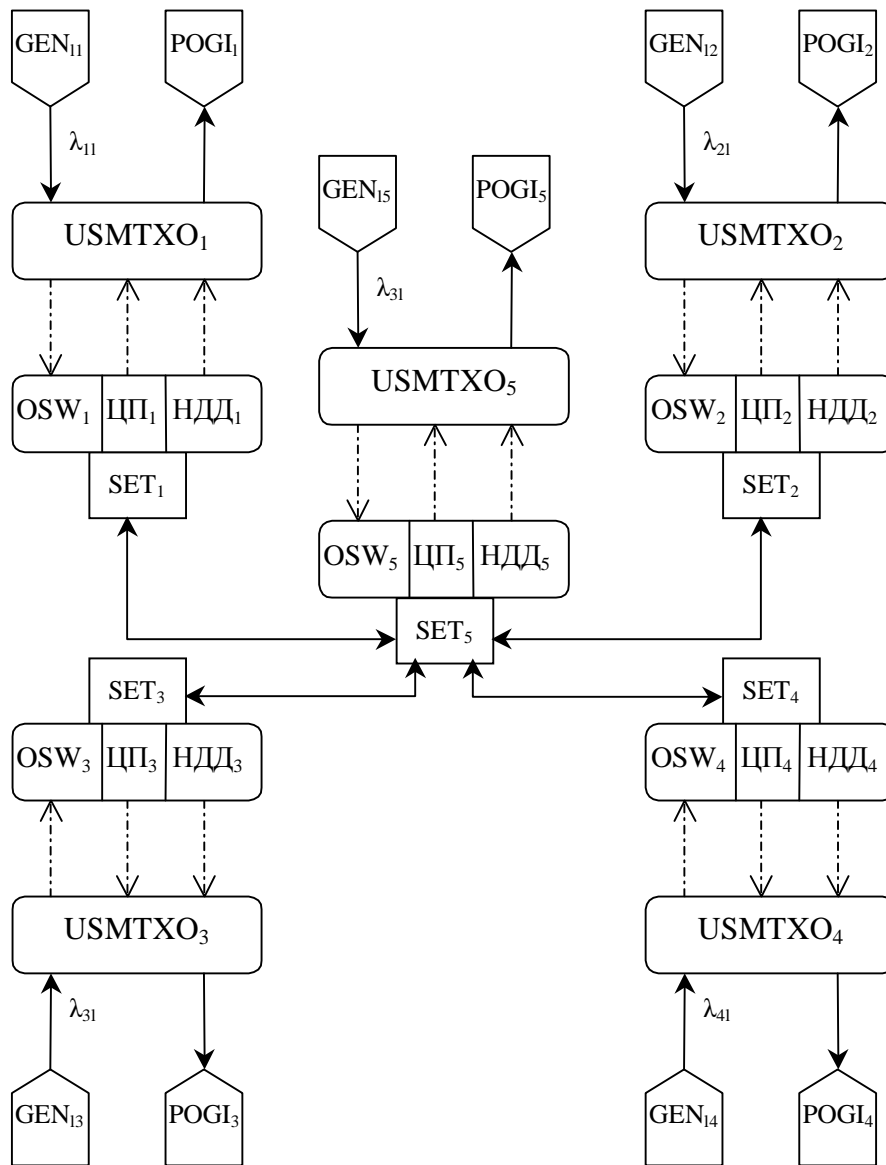 GEN₁₁ POGI₁ GEN₁₂ POGI₂
λ₁₁ λ₂₁
GEN₁₅ POGI₅
USMTXO₁ USMTXO₂
λ₃₁
USMTXO₅
OSW₁ ЦП₁ НДД₁ OSW₂ ЦП₂ НДД₂
SET₁ SET₂
OSW₅ ЦП₅ НДД₅
SET₅
SET₃ SET₄
OSW₃ ЦП₃ НДД₃ OSW₄ ЦП₄ НДД₄
USMTXO₃ USMTXO₄
λ₃₁ λ₄₁
GEN₁₃ POGI₃ GEN₁₄ POGI₄